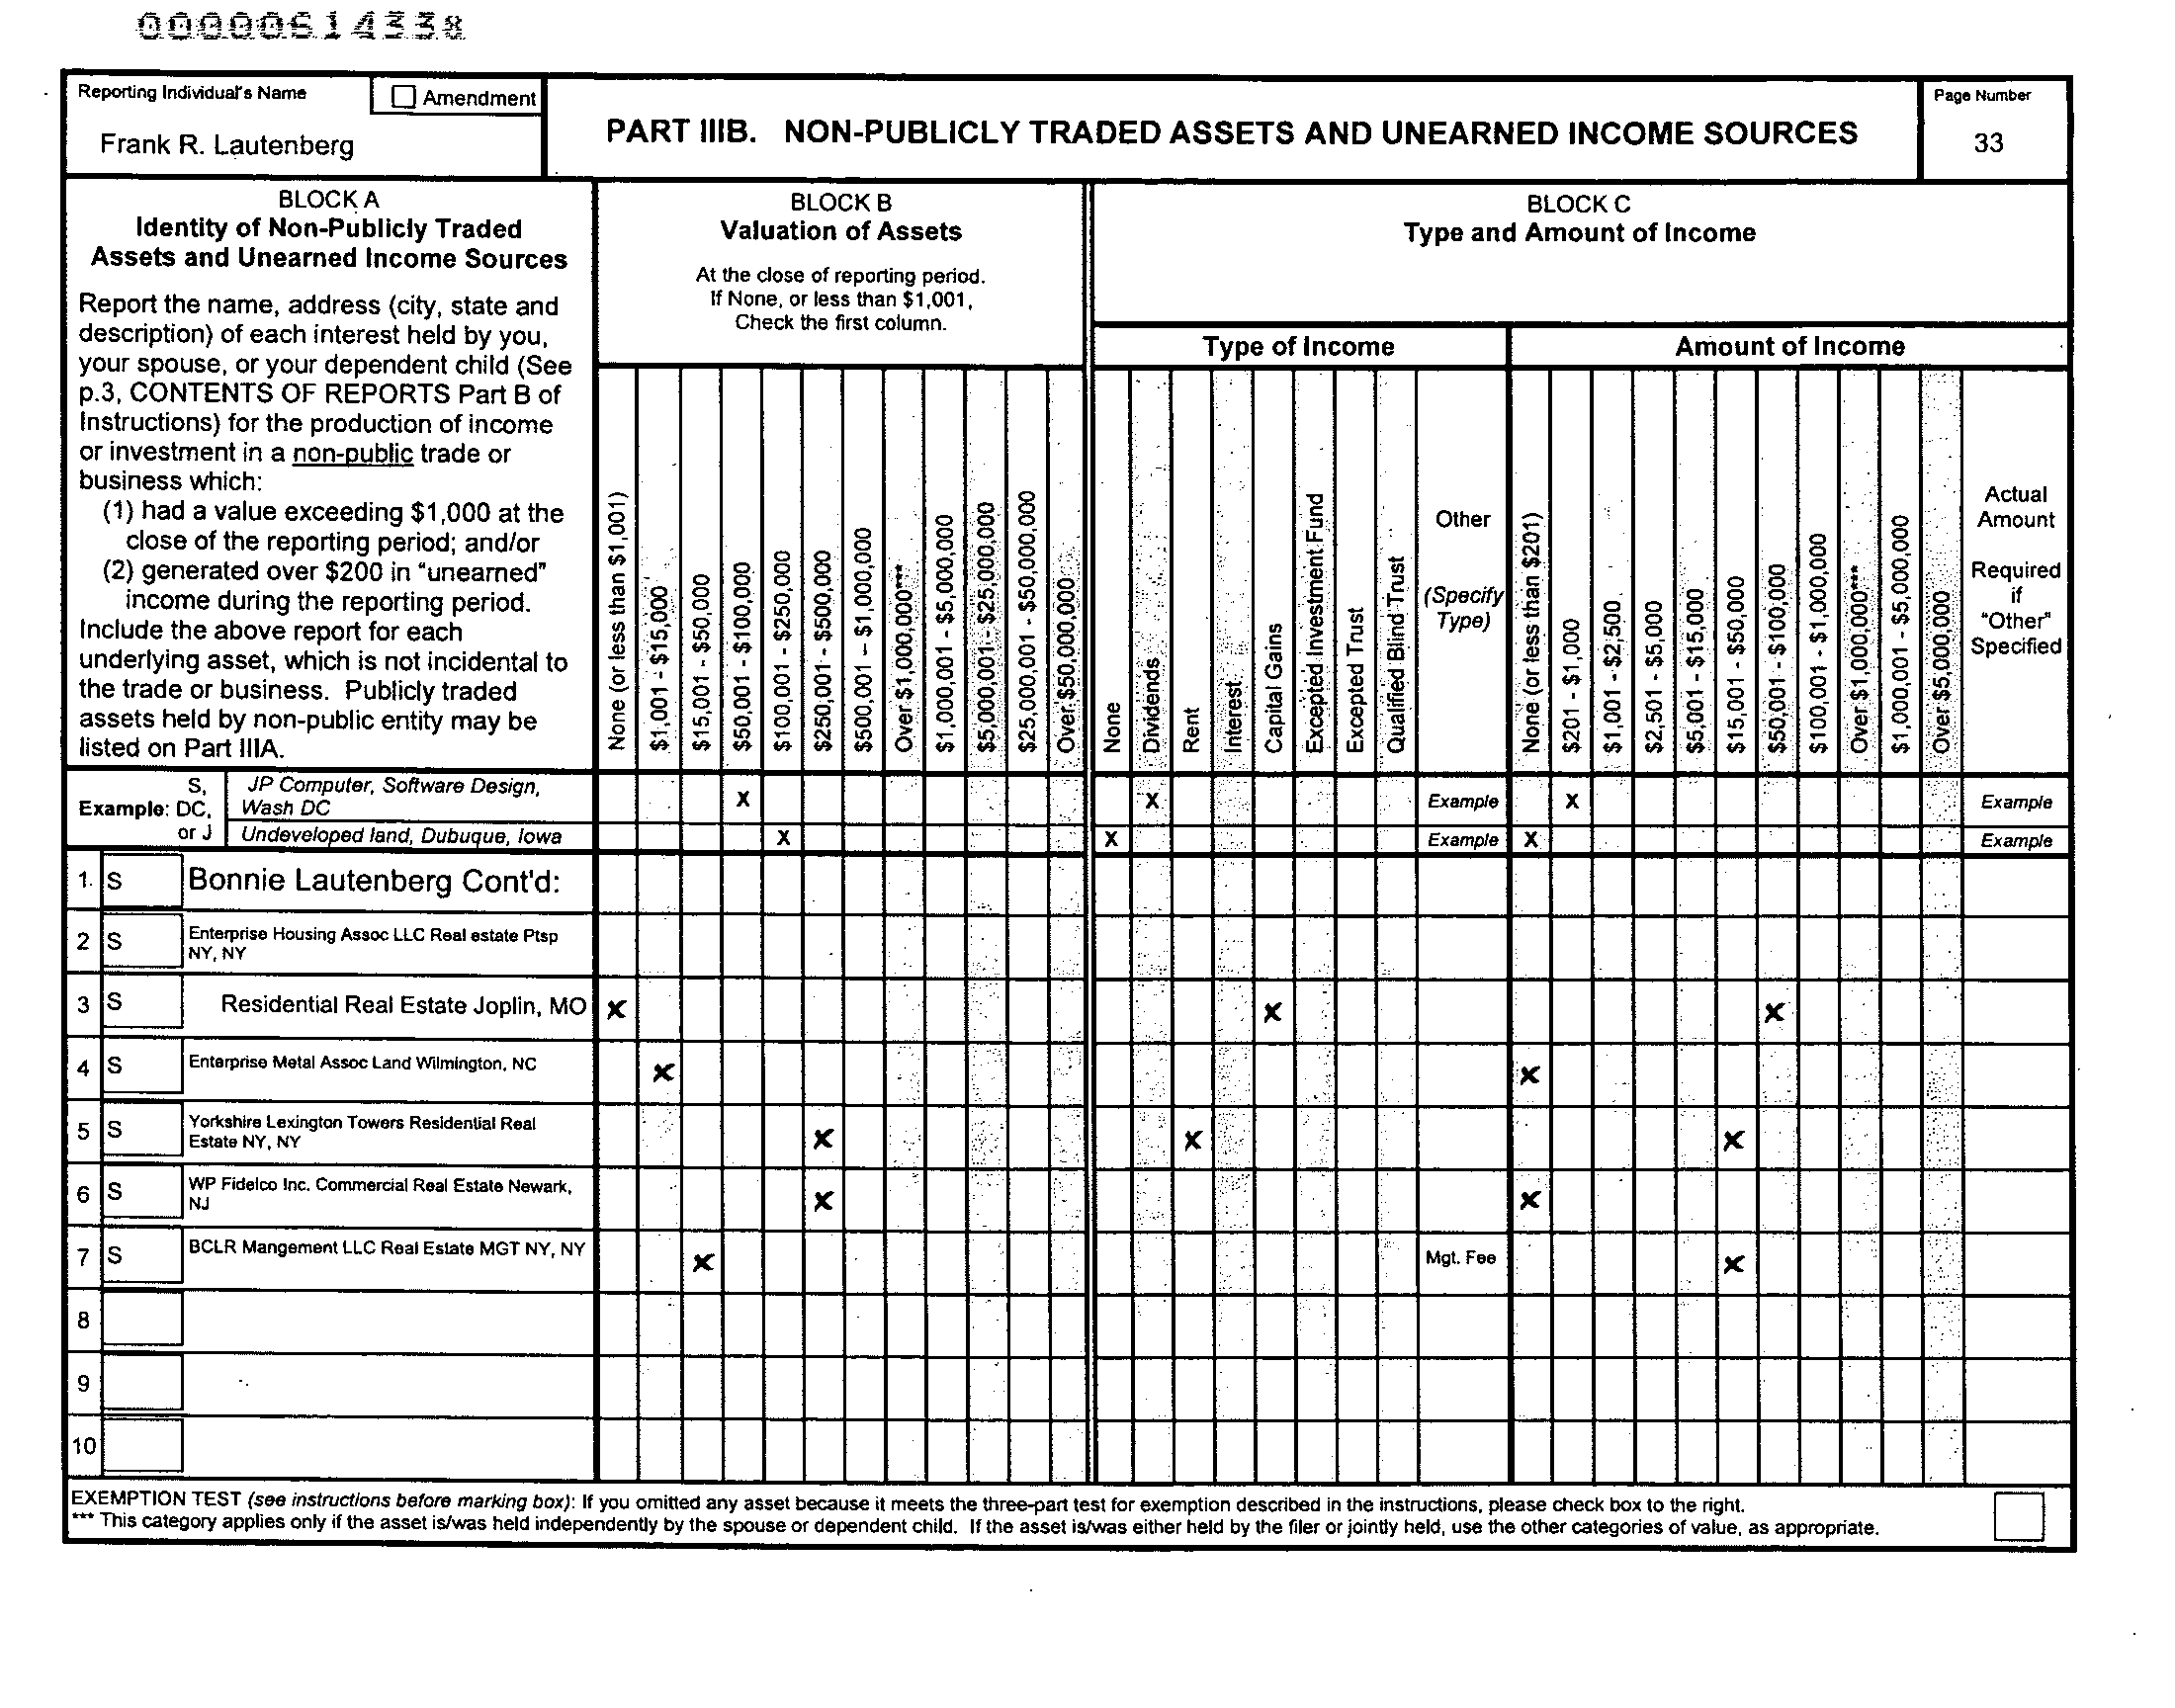 00000614338
Reporting Individual's Name
Amendment
Frank R. Lautenberg
PART IIIB. NON-PUBLICLY TRADED ASSETS AND UNEARNED INCOME SOURCES
Page Number
33
BLOCK A
Identity of Non-Publicly Traded
Assets and Unearned Income Sources
Report the name, address (city, state and
description) of each interest held by you,
your spouse, or your dependent child (See
p.3, CONTENTS OF REPORTS Part B of
Instructions) for the production of income
or investment in a non-public trade or
business which:
(1) had a value exceeding $1,000 at the
close of the reporting period; and/or
(2) generated over $200 in "unearned"
income during the reporting period.
Include the above report for each
underlying asset, which is not incidental to
the trade or business. Publicly traded
assets held by non-public entity may be
listed on Part IIIA.
BLOCK B
Valuation of Assets
At the close of reporting period.
If None, or less than $1,001,
Check the first column.
None (or less than $1,001)
$1,001 - $15,000
$15,001 - $50,000
$50,001 - $100,000
$100,001 - $250,000
$250,001 - $500,000
$500,001 - $1,000,000
Over $1,000,000***
$1,000,001 - $5,000,000
$5,000,001- $25,000,000
$25,000,001 - $50,000,000
Over $50,000,000
BLOCK C
Type and Amount of Income
Type of Income
None
Dividends
Rent
Interest
Capital Gains
Excepted Investment Fund
Excepted Trust
Qualified Blind Trust
Other
(Specify
Type)
Amount of Income
None (or less than $201)
$201 - $1,000
$1,001 - $2,500
$2,501 - $5,000
$5,001 - $15,000
$15,001 - $50,000
$50,001 - $100,000
$100,001 - $1,000,000
Over $1,000,000***
$1,000,001 - $5,000,000
Over $5,000,000
Actual
Amount
Required
if
"Other"
Specified
Example:
S,
DC,
or J
JP Computer, Software Design,
Wash DC
X X Example X Example
Undeveloped land, Dubuque, Iowa X X Example X Example
1. S Bonnie Lautenberg Cont'd:
2 S Enterprise Housing Assoc LLC Real estate Ptsp
NY, NY
3 S Residential Real Estate Joplin, MO X X X
4 S Enterprise Metal Assoc Land Wilmington, NC X X
5 S Yorkshire Lexington Towers Residential Real
Estate NY, NY X X X
6 S WP Fidelco Inc. Commercial Real Estate Newark,
NJ X X
7 S BCLR Mangement LLC Real Estate MGT NY, NY X Mgt. Fee X
8
9
10
EXEMPTION TEST (see instructions before marking box): If you omitted any asset because it meets the three-part test for exemption described in the instructions, please check box to the right.
*** This category applies only if the asset is/was held independently by the spouse or dependent child. If the asset is/was either held by the filer or jointly held, use the other categories of value, as appropriate.